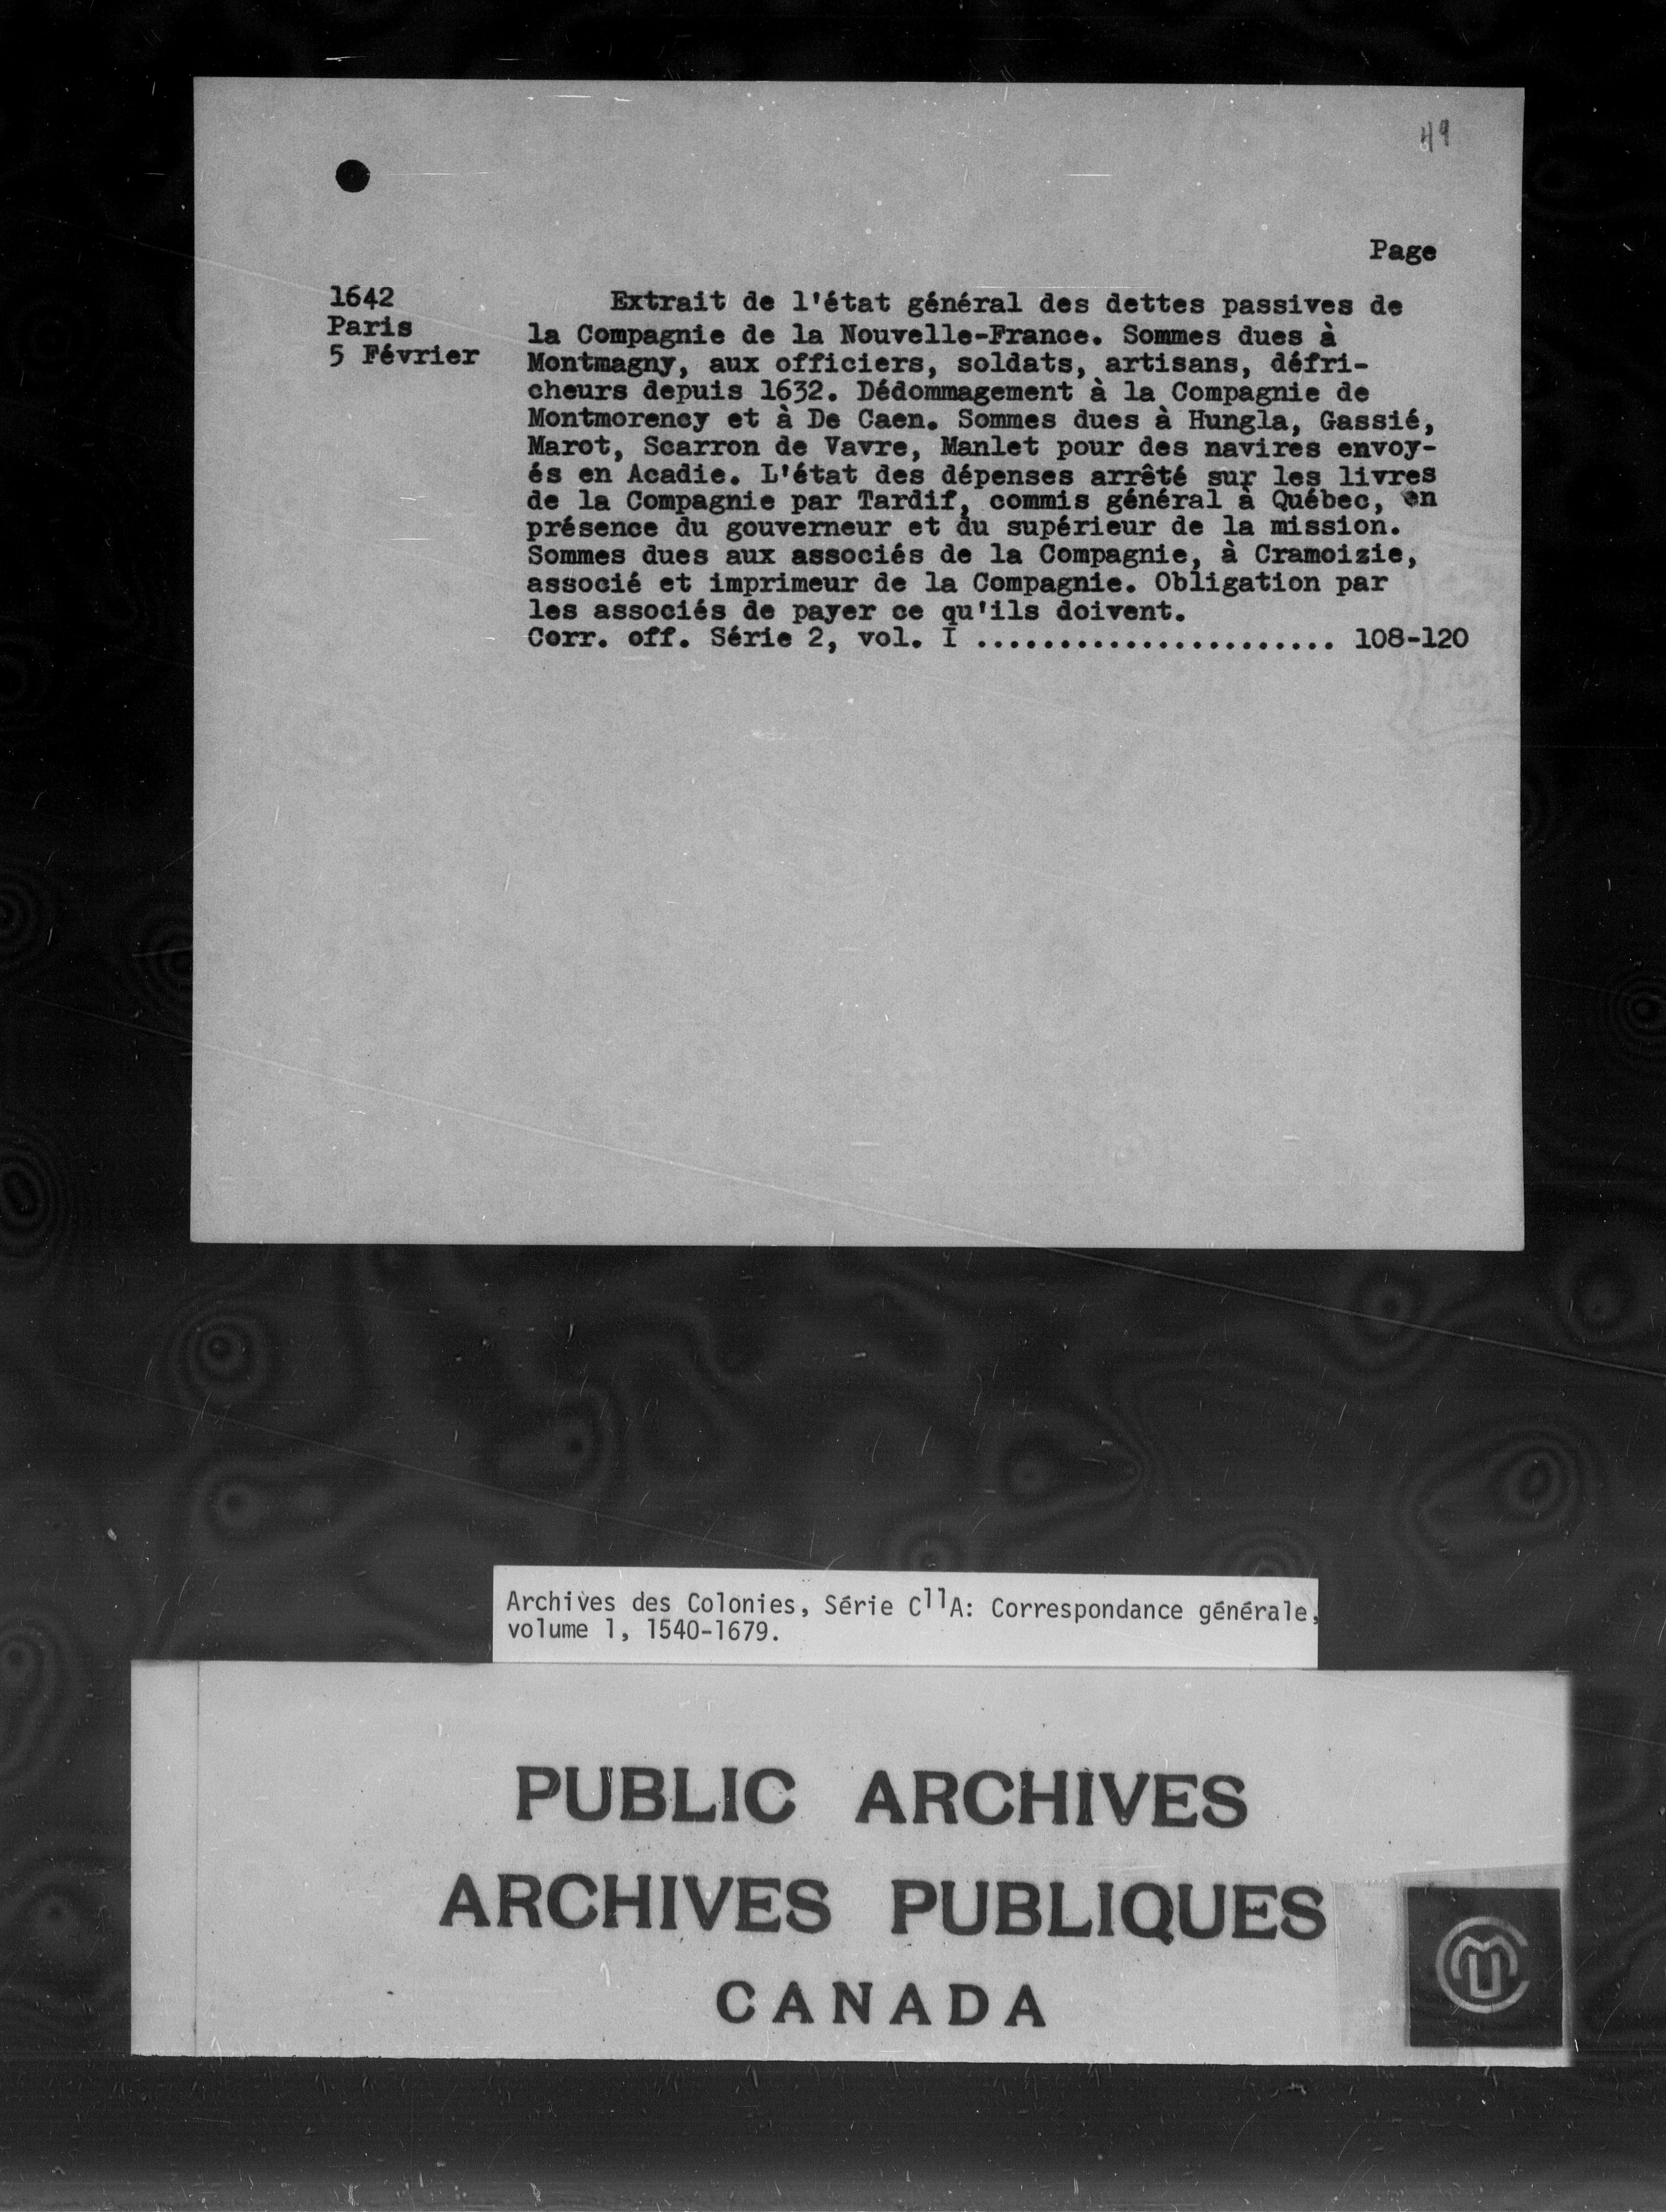 49
Page
1642
Paris
5 Février
Extrait de l'état général des dettes passives de
la Compagnie de la Nouvelle-France. Sommes dues à
Montmagny, aux officiers, soldats, artisans, défri-
cheurs depuis 1632. Dédommagement à la Compagnie de
Montmorency et à De Caen. Sommes dues à Hungla, Gassié,
Marot, Scarron de Vavre, Manlet pour des navires envoy-
és en Acadie. L'état des dépenses arrêté sur les livres
de la Compagnie par Tardif, commis général à Québec, en
présence du gouverneur et du supérieur de la mission.
Sommes dues aux associés de la Compagnie, à Cramoizie,
associé et imprimeur de la Compagnie. Obligation par
les associés de payer ce qu'ils doivent.
Corr. off. Série 2, vol. I ...................... 108-120
Archives des Colonies, Série C11A: Correspondance générale,
volume 1, 1540-1679.
PUBLIC ARCHIVES
ARCHIVES PUBLIQUES
CANADA